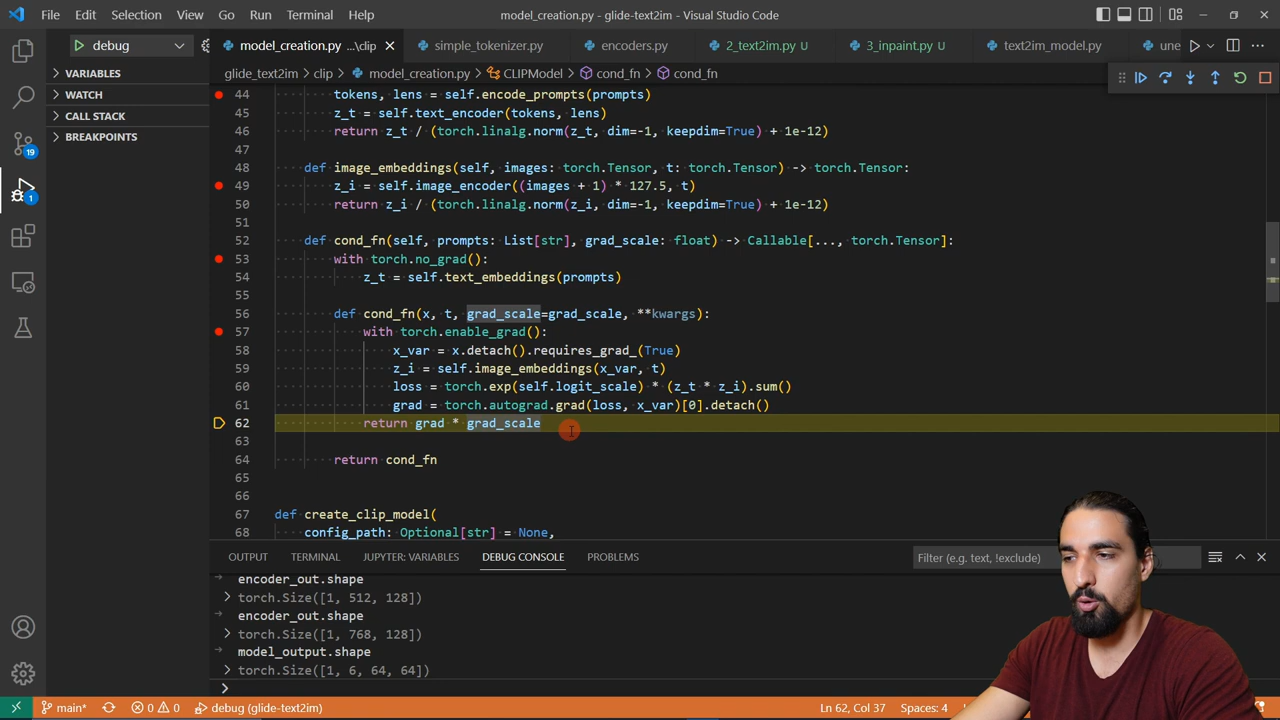 File Edit Selection View Go Run Terminal Help
model_creation.py - glide-text2im - Visual Studio Code
debug
model_creation.py ...\clip
simple_tokenizer.py
encoders.py
2_text2im.py U
3_inpaint.py U
text2im_model.py
une
glide_text2im > clip > model_creation.py > CLIPModel > cond_fn > cond_fn
VARIABLES
WATCH
CALL STACK
BREAKPOINTS
44 tokens, lens = self.encode_prompts(prompts)
45 z_t = self.text_encoder(tokens, lens)
46 return z_t / (torch.linalg.norm(z_t, dim=-1, keepdim=True) + 1e-12)
47
48 def image_embeddings(self, images: torch.Tensor, t: torch.Tensor) -> torch.Tensor:
49 z_i = self.image_encoder((images + 1) * 127.5, t)
50 return z_i / (torch.linalg.norm(z_i, dim=-1, keepdim=True) + 1e-12)
51
52 def cond_fn(self, prompts: List[str], grad_scale: float) -> Callable[..., torch.Tensor]:
53 with torch.no_grad():
54 z_t = self.text_embeddings(prompts)
55
56 def cond_fn(x, t, grad_scale=grad_scale, **kwargs):
57 with torch.enable_grad():
58 x_var = x.detach().requires_grad_(True)
59 z_i = self.image_embeddings(x_var, t)
60 loss = torch.exp(self.logit_scale) * (z_t * z_i).sum()
61 grad = torch.autograd.grad(loss, x_var)[0].detach()
62 return grad * grad_scale
63
64 return cond_fn
65
66
67 def create_clip_model(
68 config_path: Optional[str] = None,
19
1
OUTPUT TERMINAL JUPYTER: VARIABLES DEBUG CONSOLE PROBLEMS
Filter (e.g. text, !exclude)
encoder_out.shape
torch.Size([1, 512, 128])
encoder_out.shape
torch.Size([1, 768, 128])
model_output.shape
torch.Size([1, 6, 64, 64])
main* 0 0 debug (glide-text2im)
Ln 62, Col 37 Spaces: 4